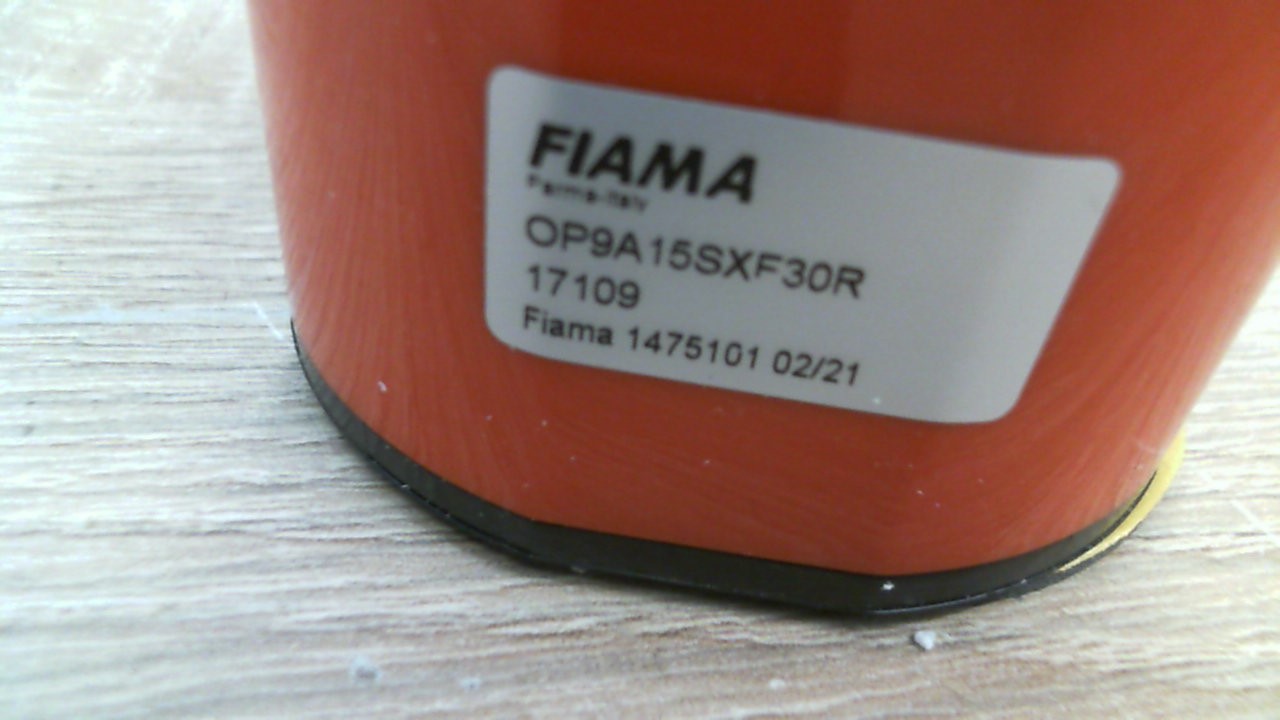 FIAMA
Parma-Italy
OP9A15SXF30R
17109
Fiama 1475101 02/21